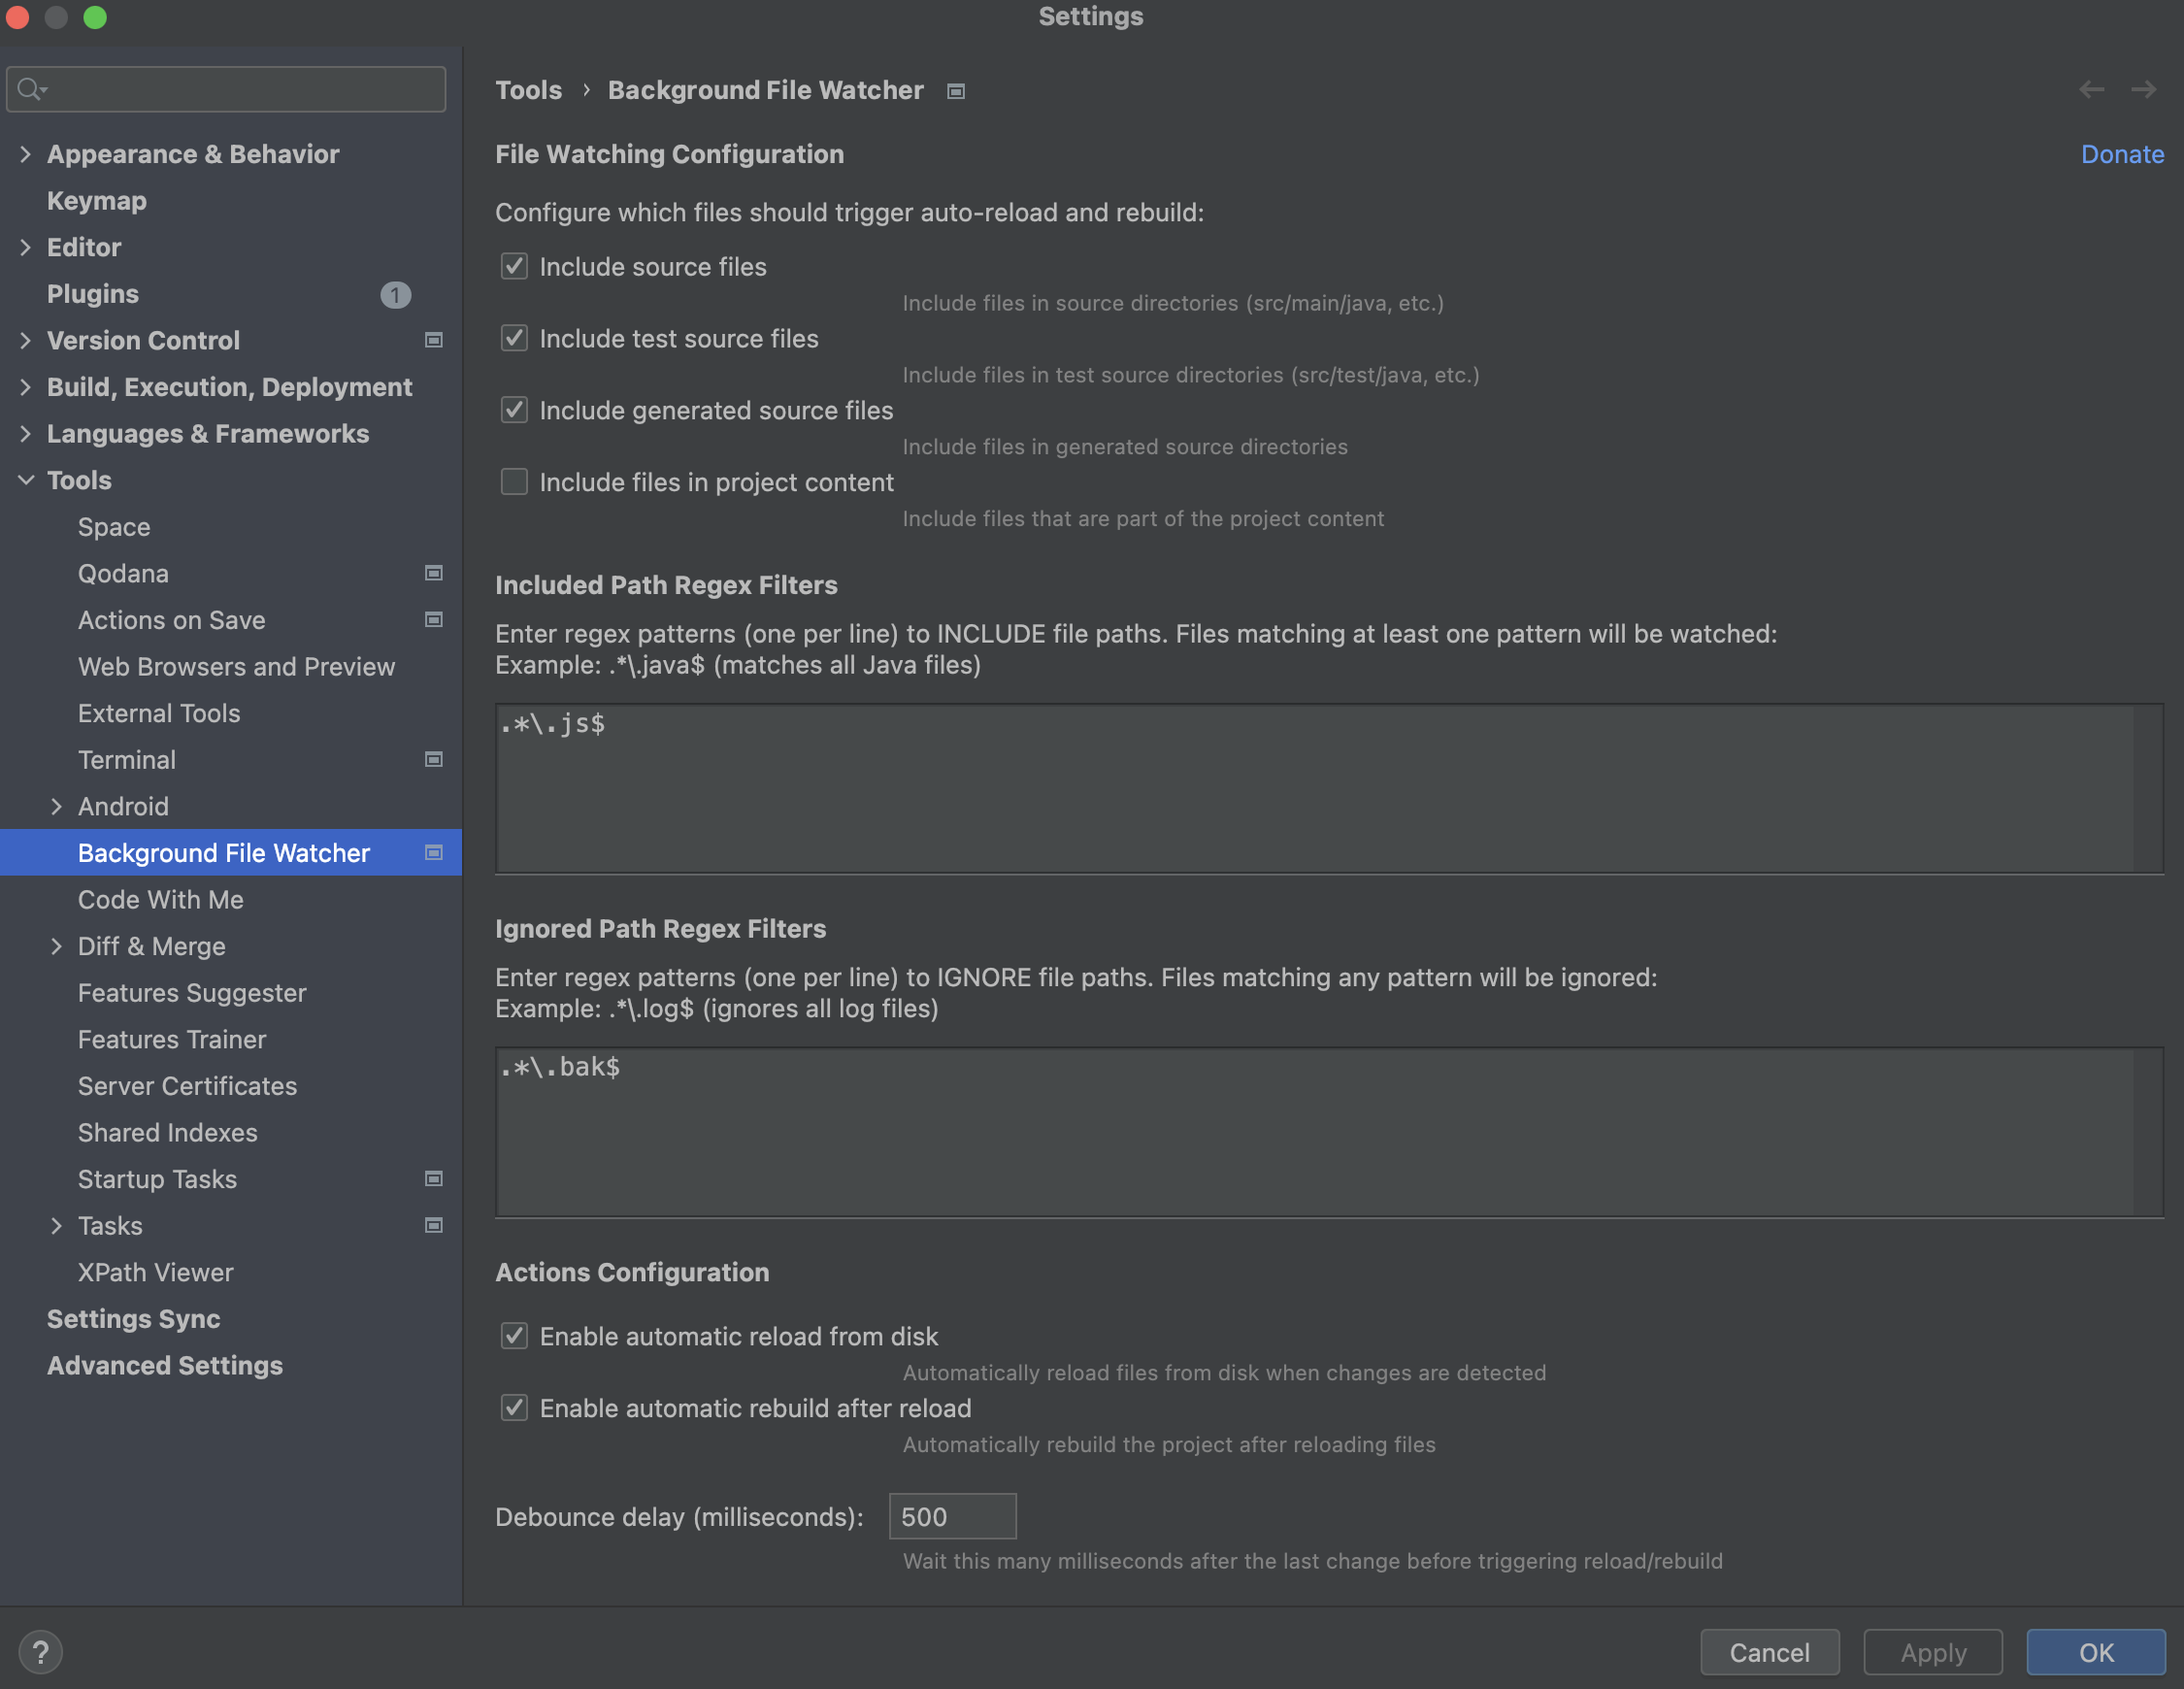 Settings
Appearance & Behavior
Keymap
Editor
Plugins 1
Version Control
Build, Execution, Deployment
Languages & Frameworks
Tools
Space
Qodana
Actions on Save
Web Browsers and Preview
External Tools
Terminal
Android
Background File Watcher
Code With Me
Diff & Merge
Features Suggester
Features Trainer
Server Certificates
Shared Indexes
Startup Tasks
Tasks
XPath Viewer
Settings Sync
Advanced Settings
Tools › Background File Watcher
File Watching Configuration
Donate
Configure which files should trigger auto-reload and rebuild:
Include source files
Include files in source directories (src/main/java, etc.)
Include test source files
Include files in test source directories (src/test/java, etc.)
Include generated source files
Include files in generated source directories
Include files in project content
Include files that are part of the project content
Included Path Regex Filters
Enter regex patterns (one per line) to INCLUDE file paths. Files matching at least one pattern will be watched:
Example: .*\.java$ (matches all Java files)
.*\.js$
Ignored Path Regex Filters
Enter regex patterns (one per line) to IGNORE file paths. Files matching any pattern will be ignored:
Example: .*\.log$ (ignores all log files)
.*\.bak$
Actions Configuration
Enable automatic reload from disk
Automatically reload files from disk when changes are detected
Enable automatic rebuild after reload
Automatically rebuild the project after reloading files
Debounce delay (milliseconds): 500
Wait this many milliseconds after the last change before triggering reload/rebuild
?
Cancel
Apply
OK